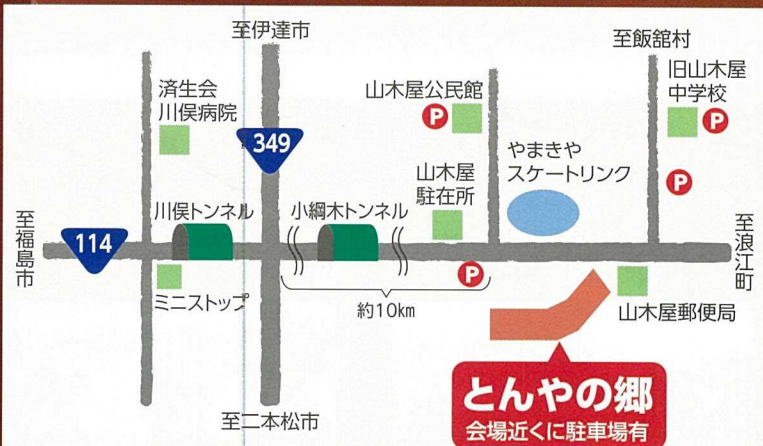 至伊達市
至飯舘村
済生会
川俣病院
山木屋公民館
P
旧山木屋
中学校
P
349
やまきや
スケートリンク
P
山木屋
駐在所
至福島市
114
川俣トンネル
小綱木トンネル
至浪江町
ミニストップ
P
約10km
山木屋郵便局
とんやの郷
会場近くに駐車場有
至二本松市